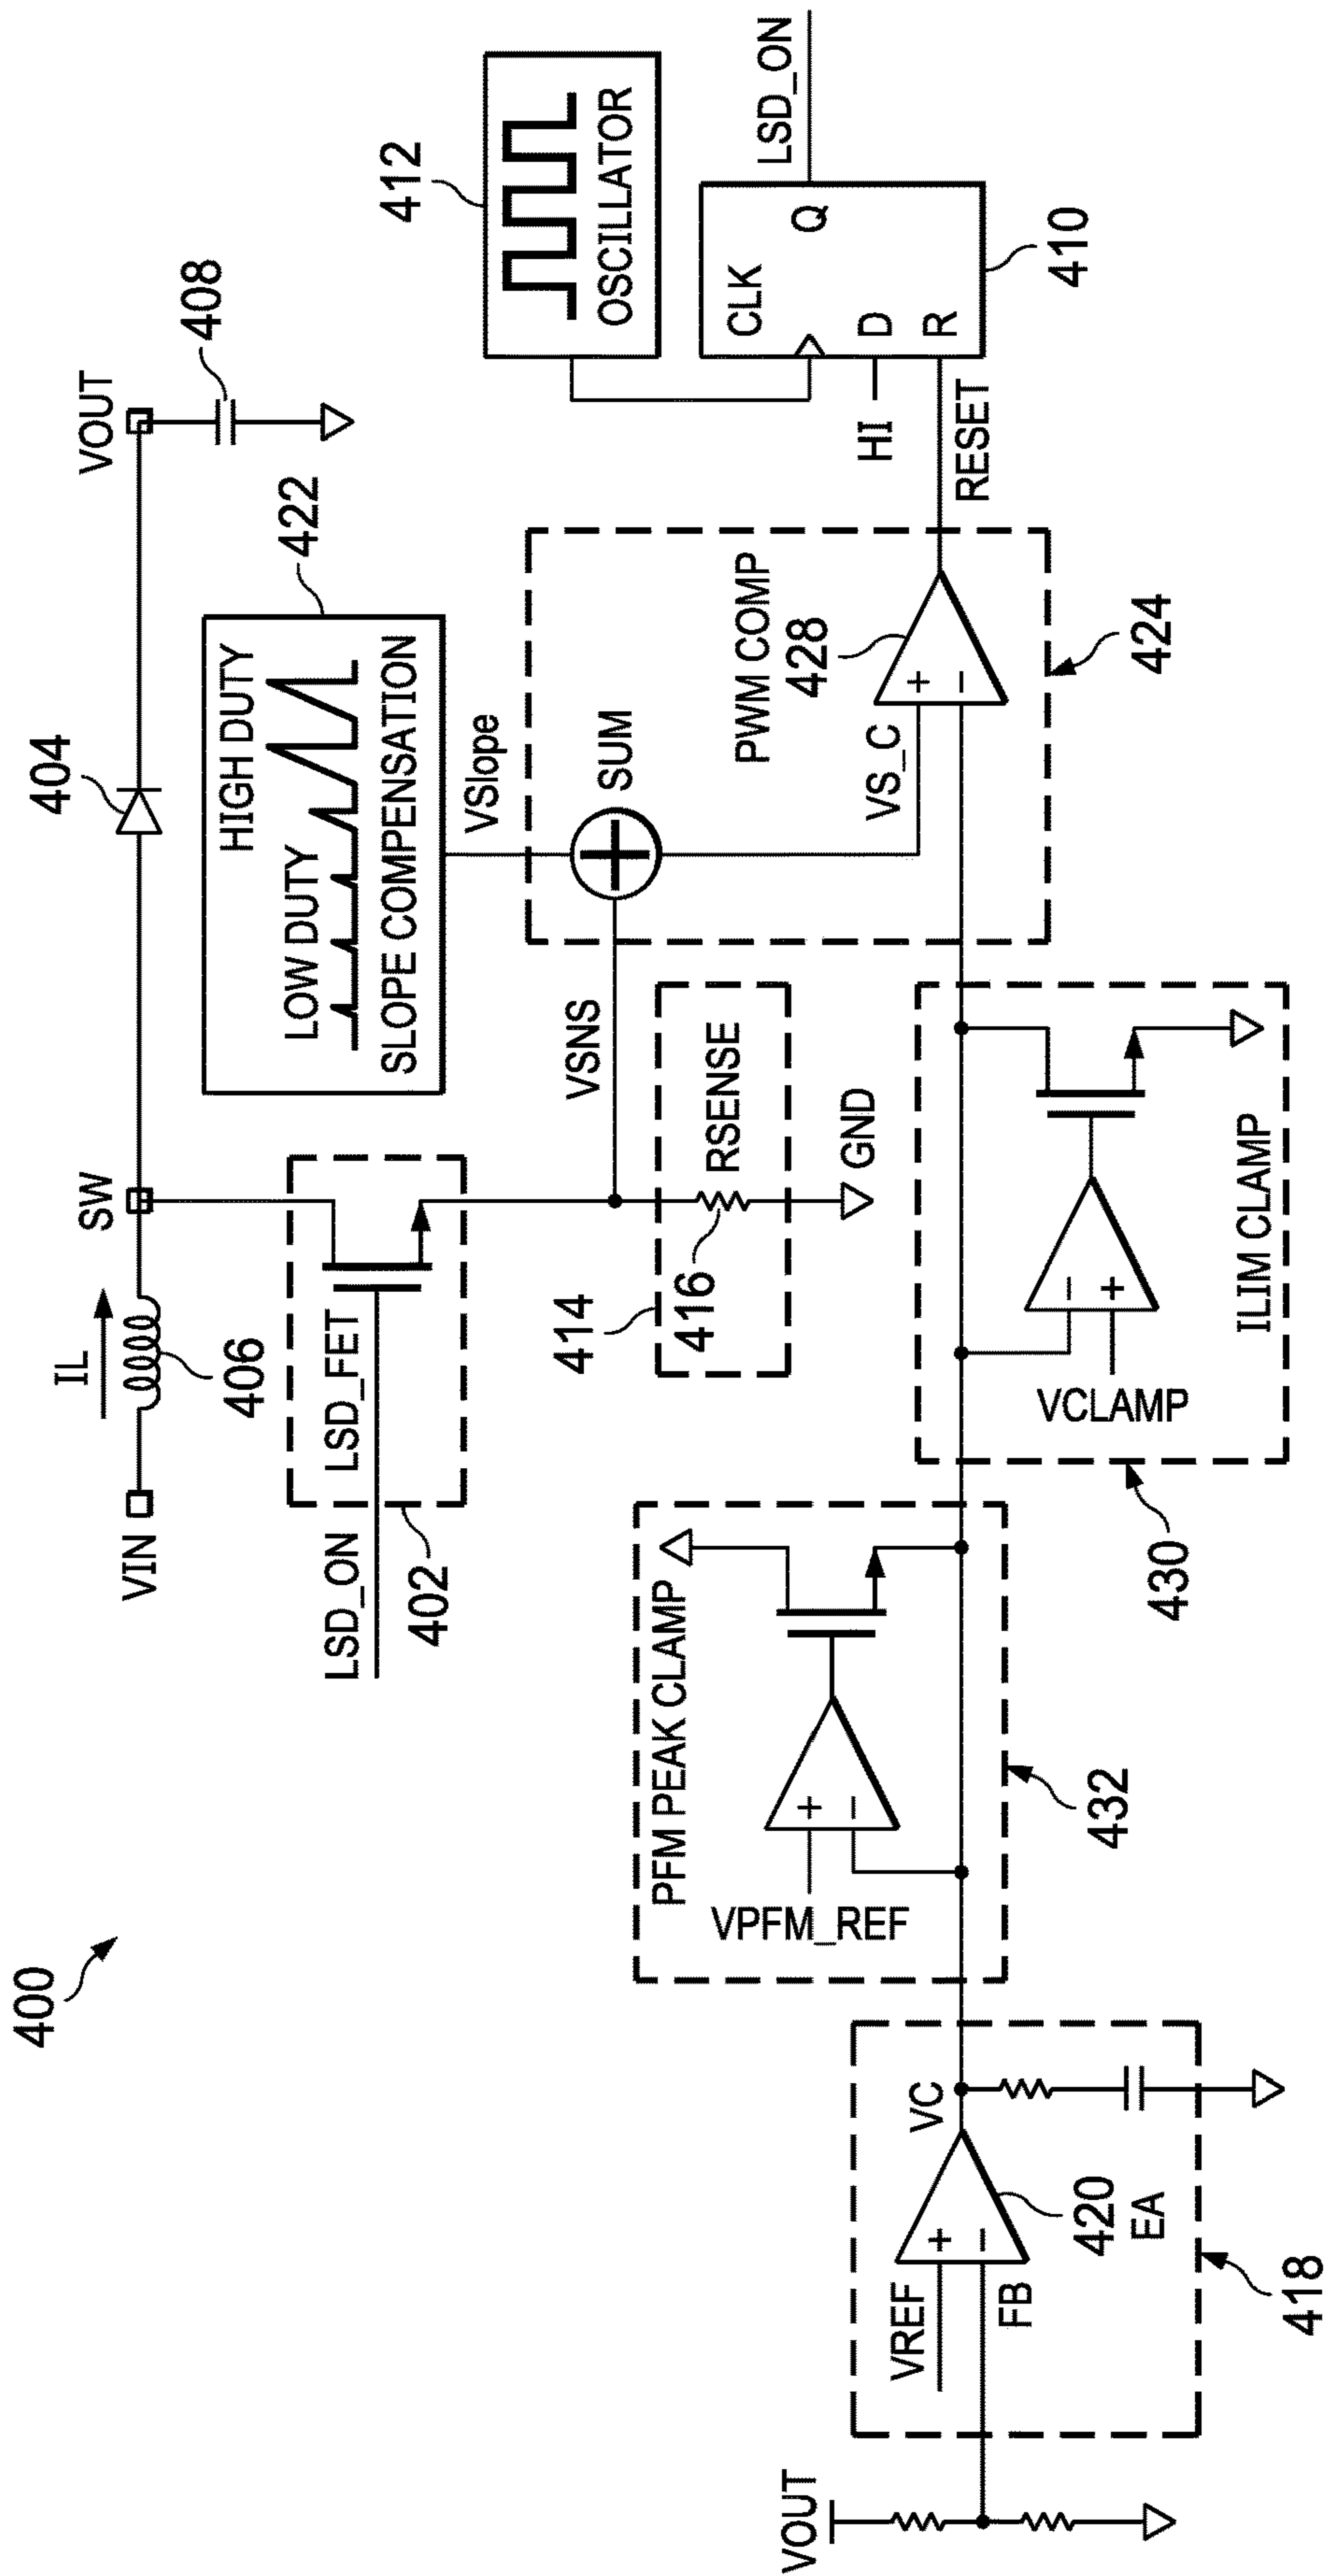 400
VIN
IL
406
SW
404
VOUT
408
LSD_ON
LSD_FET
402
LOW DUTY
HIGH DUTY
SLOPE COMPENSATION
422
VSlope
412
OSCILLATOR
VSNS
SUM
414
416
RSENSE
GND
PWM COMP
428
VS_C
+
−
424
CLK
Q
D
R
HI
RESET
LSD_ON
410
PFM PEAK CLAMP
VPFM_REF
+
−
432
VCLAMP
−
+
ILIM CLAMP
430
VOUT
VREF
FB
+
−
VC
420
EA
418